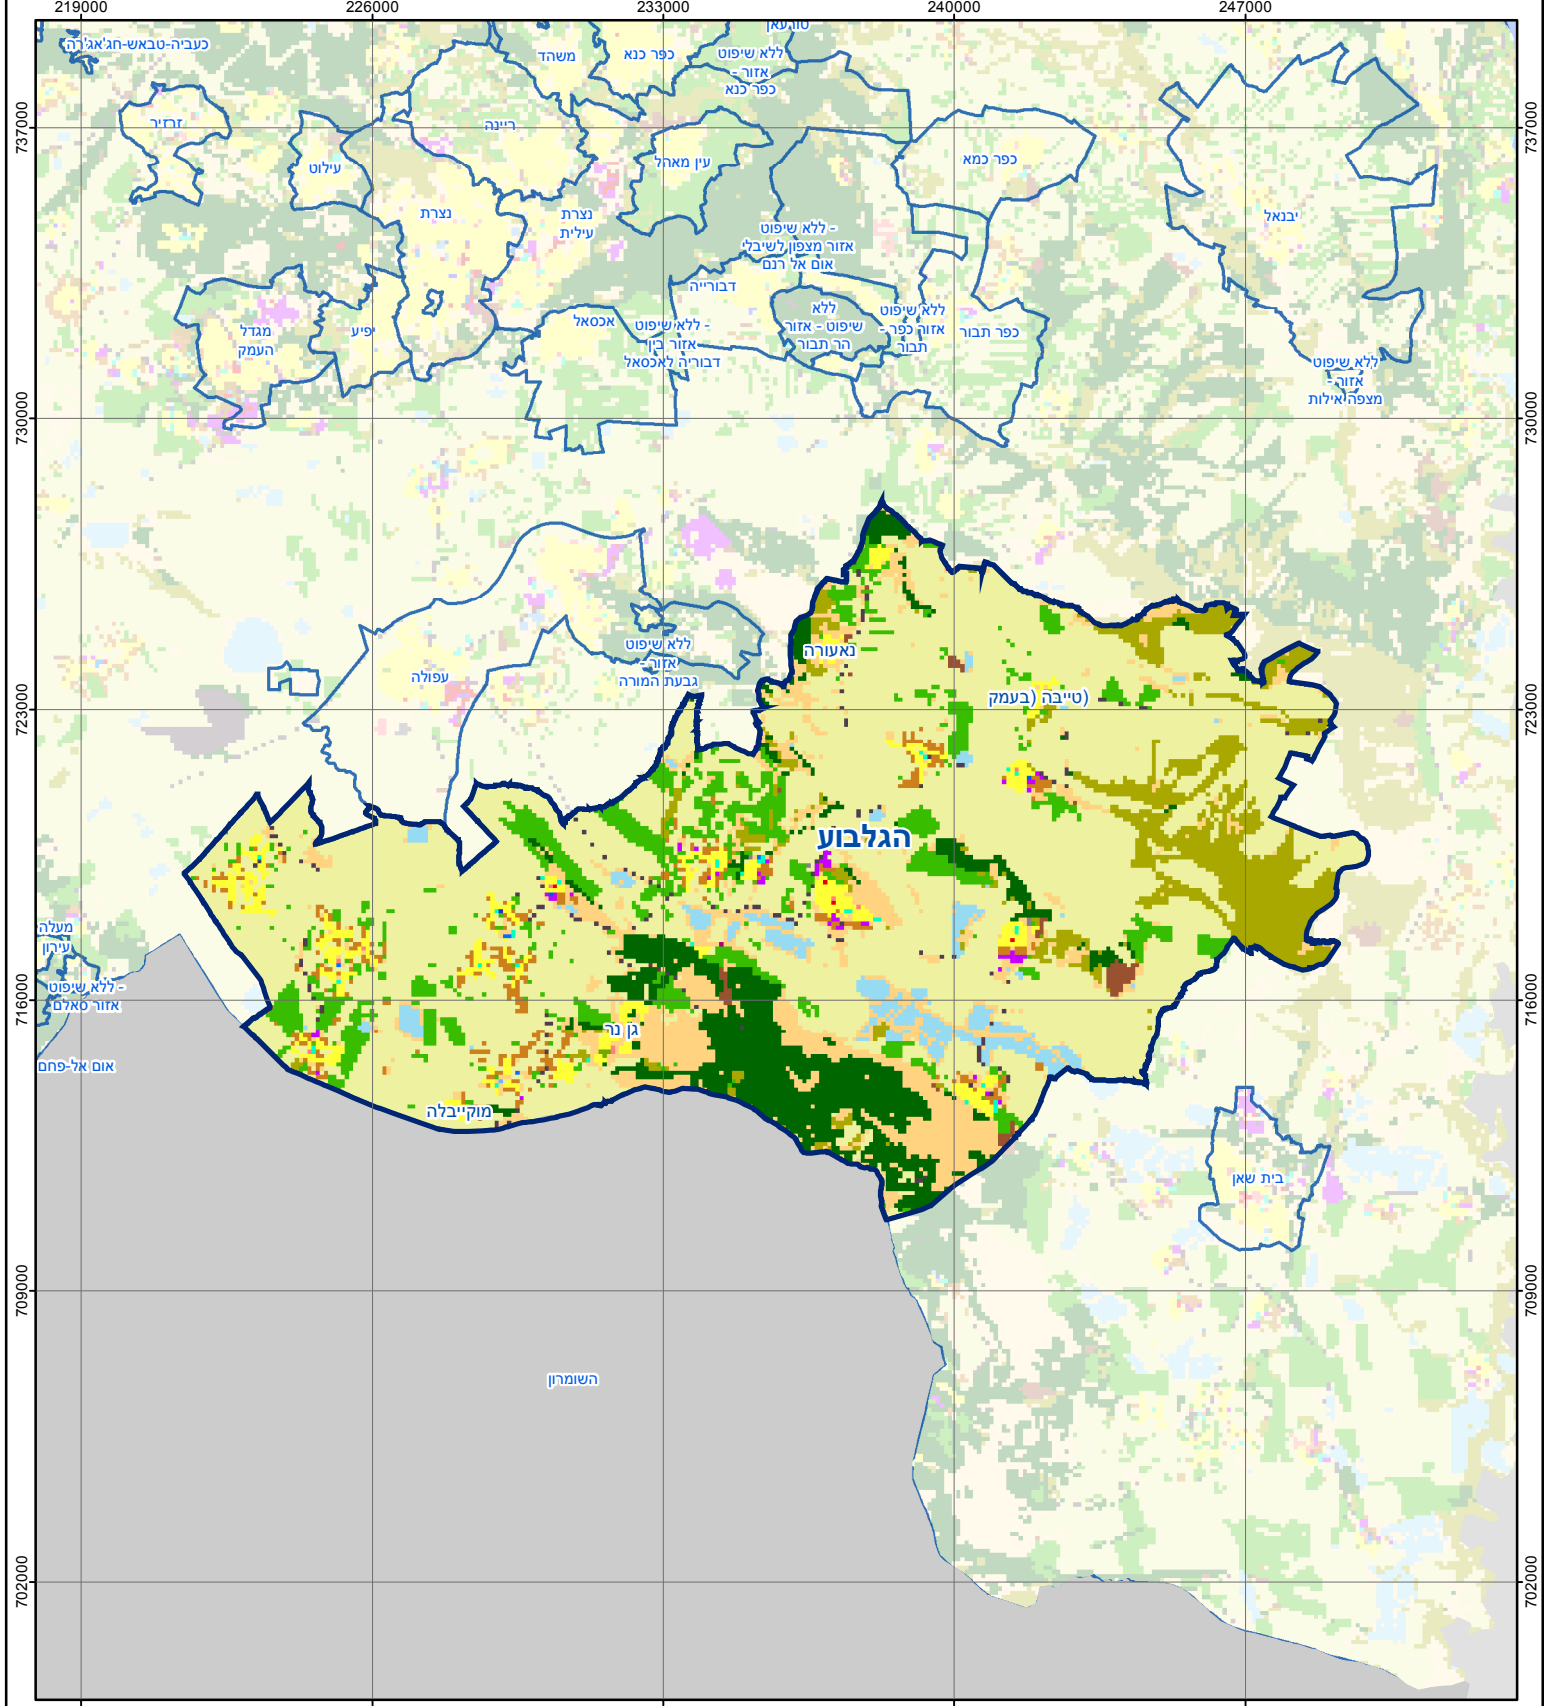 219000 226000 233000 240000 247000
737000
730000
723000
716000
709000
702000
737000
730000
723000
716000
709000
702000
כעביה-טבאש-חג'אג'רה
זרזיר
עילוט
ריינה
משהד
כפר כנא
טורעאן
ללא שיפוט
אזור -
כפר כנא
עין מאהל
כפר כמא
יבנאל
נצרת
נצרת
עילית
- ללא שיפוט
אזור מצפון לשיבלי
אום אל רנם
דבורייה
מגדל
העמק
יפיע
אכסאל
- ללא שיפוט
אזור בין
דבוריה לאכסאל
ללא
שיפוט - אזור
הר תבור
ללא שיפוט
אזור כפר -
תבור
כפר תבור
ללא שיפוט
אזור -
מצפה אילות
עפולה
ללא שיפוט
אזור -
גבעת המורה
נאעורה
(טייבה (בעמק
הגלבוע
מעלה
עירון
- ללא שיפוט
אזור סאלם
אום אל-פחם
גן נר
מוקייבלה
בית שאן
השומרון